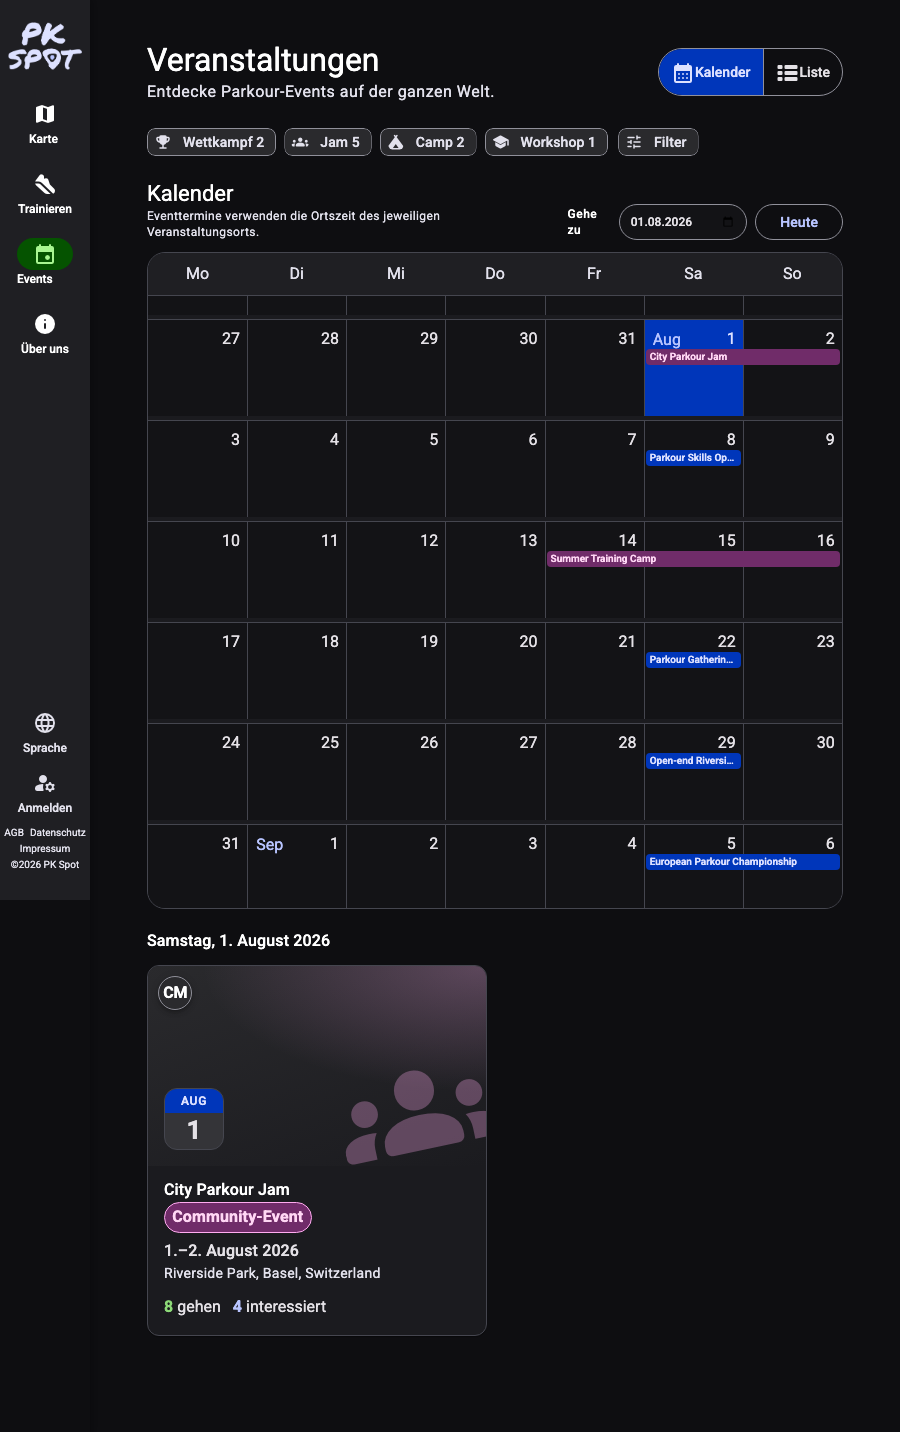 PK
SPOT
Karte
Trainieren
Events
Über uns
Sprache
Anmelden
AGB Datenschutz
Impressum
©2026 PK Spot
Veranstaltungen
Entdecke Parkour-Events auf der ganzen Welt.
Kalender
Liste
Wettkampf 2
Jam 5
Camp 2
Workshop 1
Filter
Kalender
Eventtermine verwenden die Ortszeit des jeweiligen
Veranstaltungsorts.
Gehe
zu
01.08.2026
Heute
Mo Di Mi Do Fr Sa So
27 28 29 30 31 Aug 1 2
City Parkour Jam
3 4 5 6 7 8 9
Parkour Skills Op...
10 11 12 13 14 15 16
Summer Training Camp
17 18 19 20 21 22 23
Parkour Gatherin...
24 25 26 27 28 29 30
Open-end Riversi...
31 Sep 1 2 3 4 5 6
European Parkour Championship
Samstag, 1. August 2026
CM
AUG
1
City Parkour Jam
Community-Event
1.–2. August 2026
Riverside Park, Basel, Switzerland
8 gehen 4 interessiert